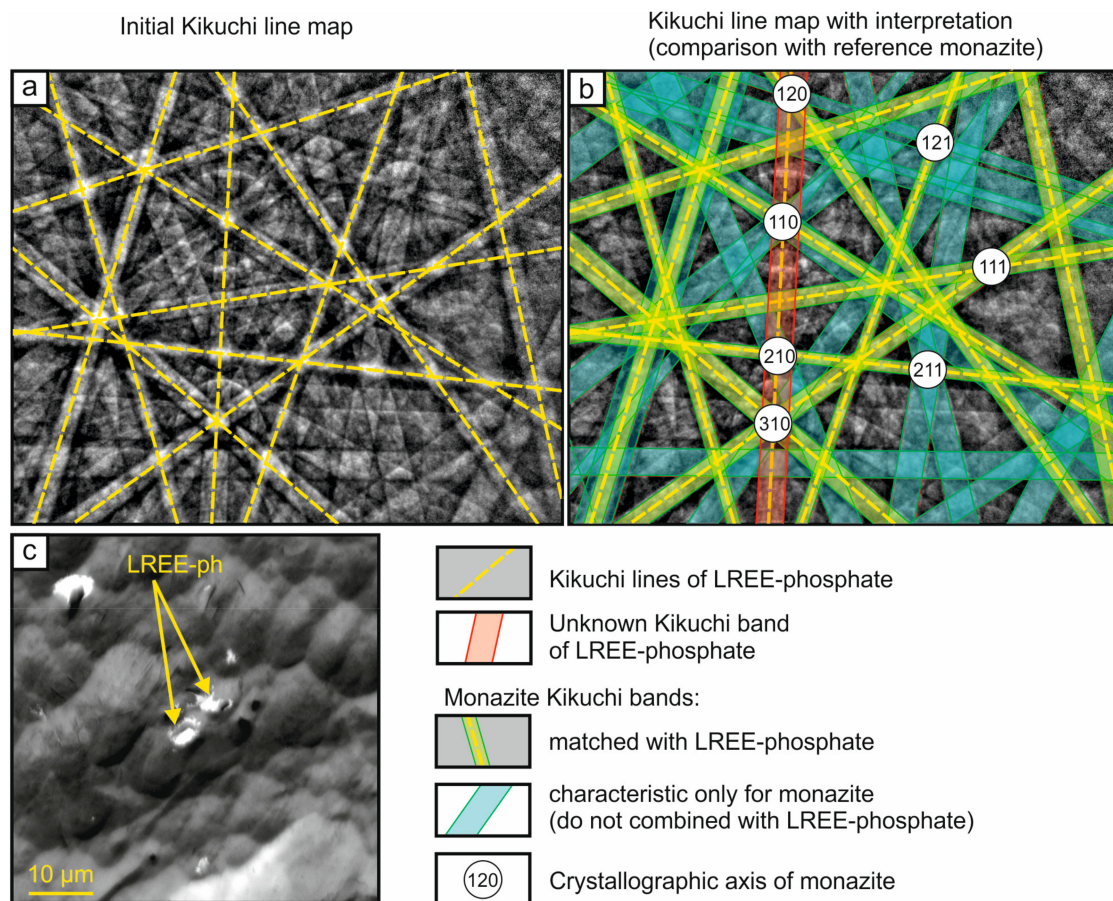 Initial Kikuchi line map
Kikuchi line map with interpretation
(comparison with reference monazite)
a
b
120
121
110
111
210
211
310
c
LREE-ph
10 µm
Kikuchi lines of LREE-phosphate
Unknown Kikuchi band
of LREE-phosphate
Monazite Kikuchi bands:
matched with LREE-phosphate
characteristic only for monazite
(do not combined with LREE-phosphate)
120
Crystallographic axis of monazite